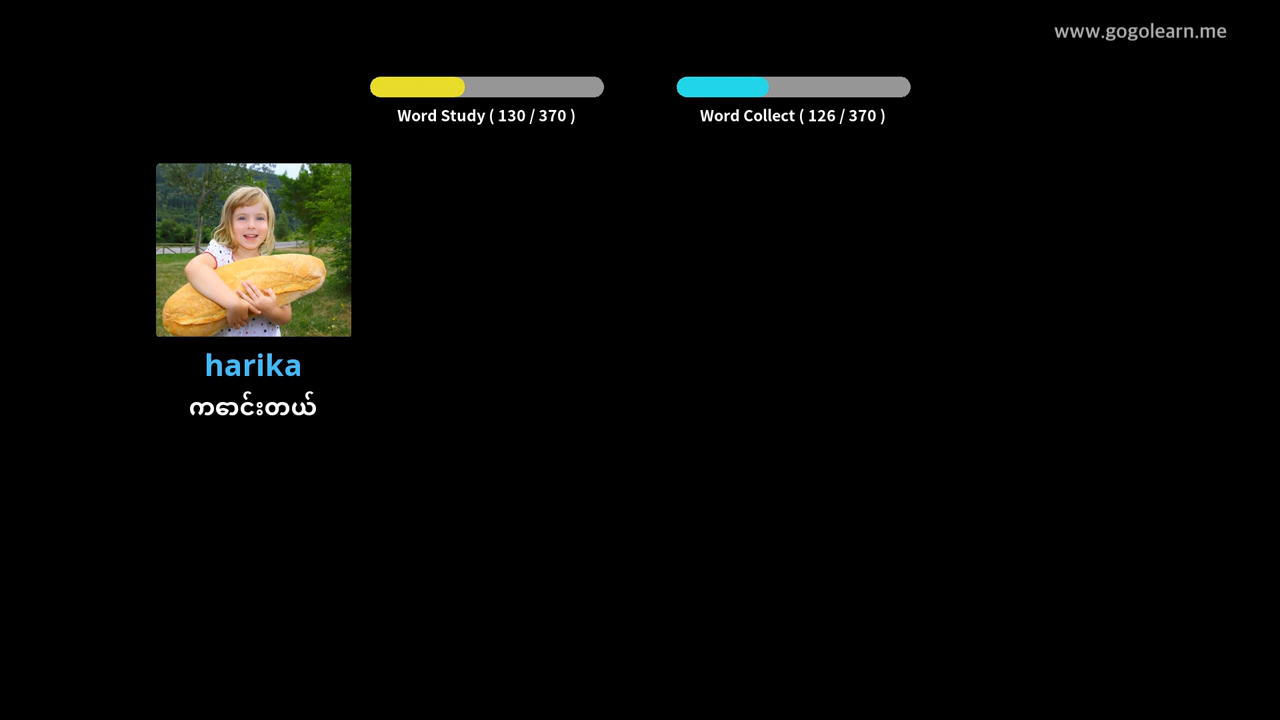 www.gogolearn.me
Word Study ( 130 / 370 )
Word Collect ( 126 / 370 )
harika
ကောင်းတယ်